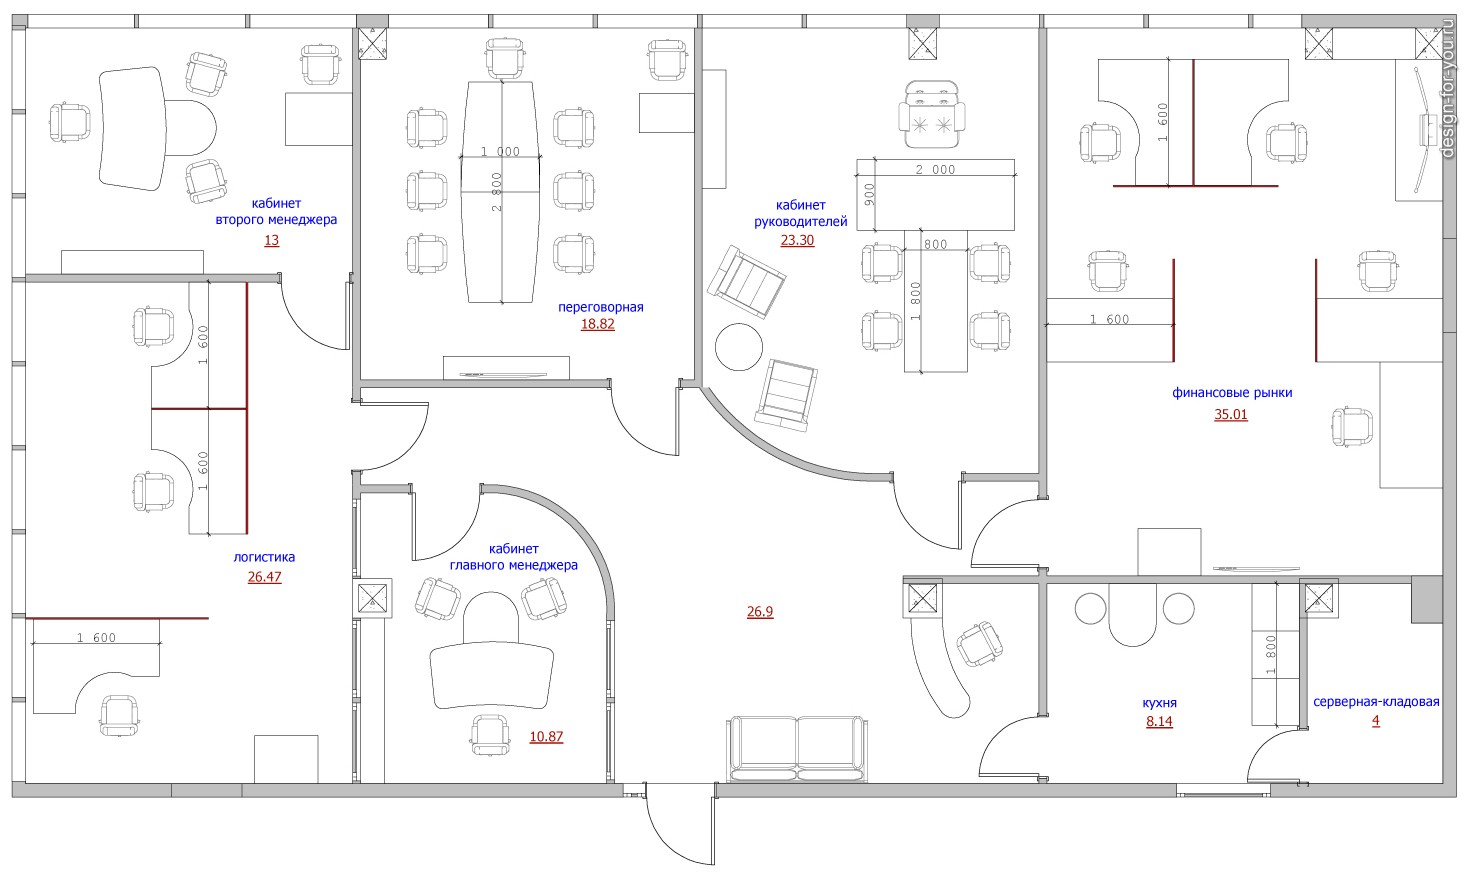 design-for-you.ru
1 600
1 000
2 800
2 000
900
кабинет
второго менеджера
13
кабинет
руководителей
23.30
800
1 800
переговорная
18.82
1 600
1 600
1 600
финансовые рынки
35.01
логистика
26.47
кабинет
главного менеджера
10.87
26.9
1 600
1 800
кухня
8.14
серверная-кладовая
4